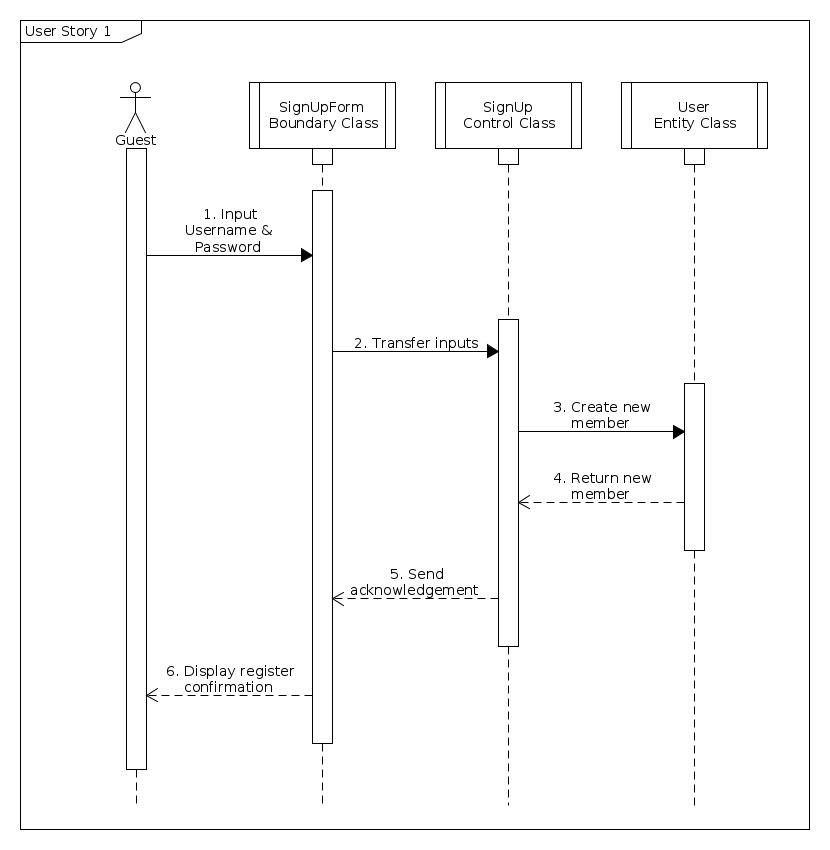 User Story 1
SignUpForm
Boundary Class
SignUp
Control Class
User
Entity Class
Guest
1. Input
Username &
Password
2. Transfer inputs
3. Create new
member
4. Return new
member
5. Send
acknowledgement
6. Display register
confirmation